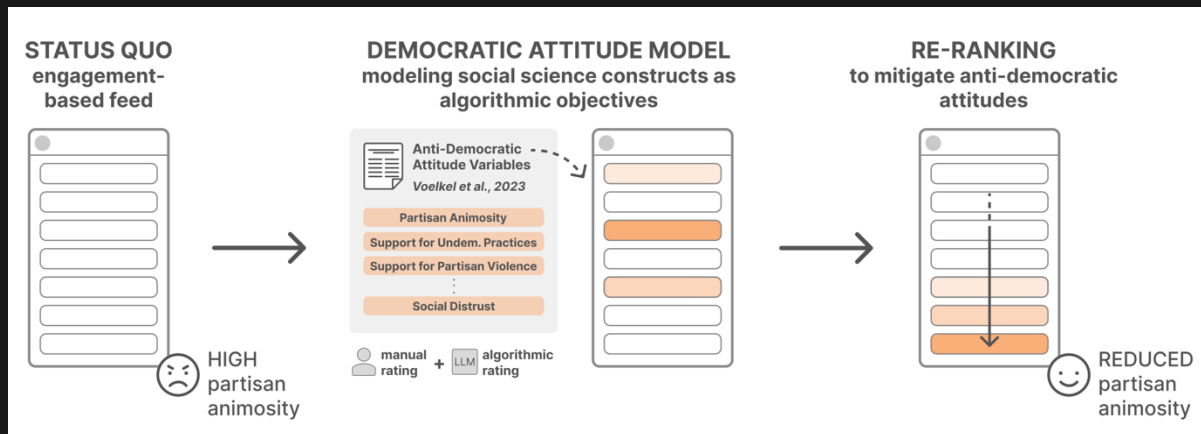 STATUS QUO
engagement-
based feed
HIGH
partisan
animosity
DEMOCRATIC ATTITUDE MODEL
modeling social science constructs as
algorithmic objectives
Anti-Democratic
Attitude Variables
Voelkel et al., 2023
Partisan Animosity
Support for Undem. Practices
Support for Partisan Violence
Social Distrust
manual
rating
+
LLM
algorithmic
rating
RE-RANKING
to mitigate anti-democratic
attitudes
REDUCED
partisan
animosity